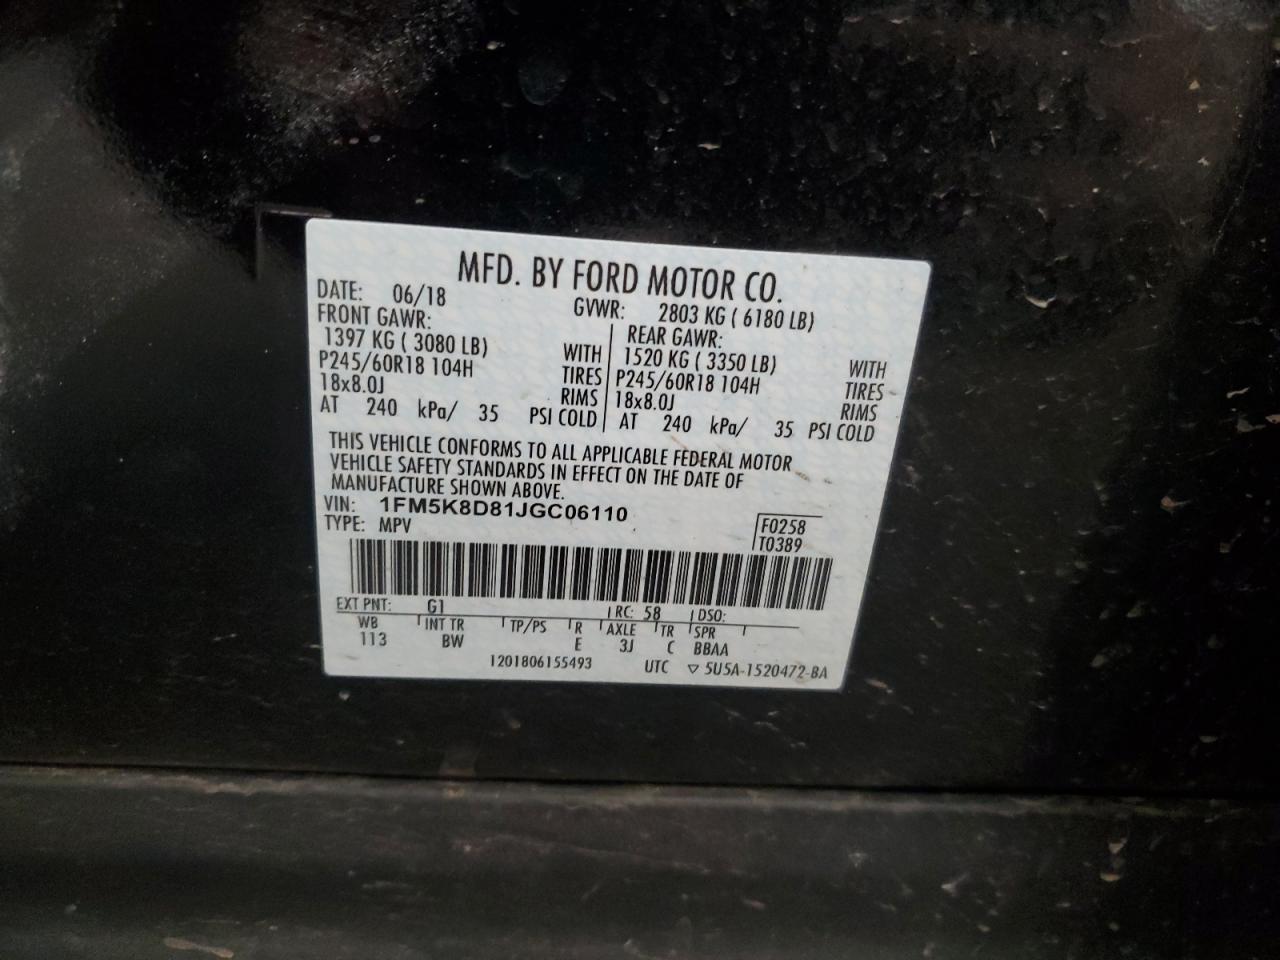 MFD. BY FORD MOTOR CO.
DATE: 06/18 GVWR: 2803 KG ( 6180 LB)
FRONT GAWR: REAR GAWR:
1397 KG ( 3080 LB) WITH 1520 KG ( 3350 LB) WITH
P245/60R18 104H TIRES P245/60R18 104H TIRES
18x8.0J RIMS 18x8.0J RIMS
AT 240 kPa/ 35 PSI COLD AT 240 kPa/ 35 PSI COLD
THIS VEHICLE CONFORMS TO ALL APPLICABLE FEDERAL MOTOR
VEHICLE SAFETY STANDARDS IN EFFECT ON THE DATE OF
MANUFACTURE SHOWN ABOVE.
VIN: 1FM5K8D81JGC06110
TYPE: MPV F0258
T0389
EXT PNT: G1 RC: 58 DSO:
WB INT TR TP/PS R AXLE TR SPR
113 BW E 3J C BBAA
1201806155493 UTC ▽ 5U5A-1520472-BA